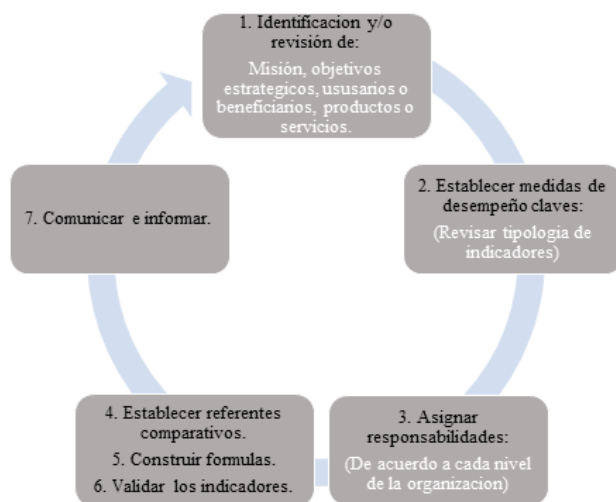 1. Identificacion y/o
revisión de:
Misión, objetivos
estrategicos, ususarios o
beneficiarios, productos o
servicios.
2. Establecer medidas de
desempeño claves:
(Revisar tipologia de
indicadores)
3. Asignar
responsabilidades:
(De acuerdo a cada nivel
de la organizacion)
4. Establecer referentes
comparativos.
5. Construir formulas.
6. Validar los indicadores.
7. Comunicar e informar.